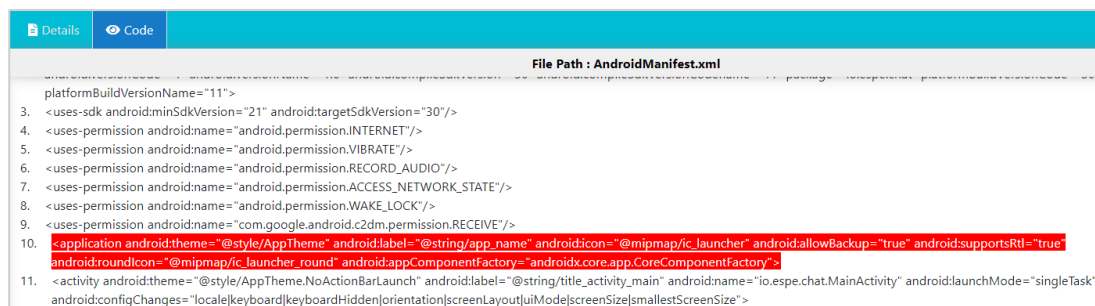 Details
Code
File Path : AndroidManifest.xml
platformBuildVersionName="11">
3. <uses-sdk android:minSdkVersion="21" android:targetSdkVersion="30"/>
4. <uses-permission android:name="android.permission.INTERNET"/>
5. <uses-permission android:name="android.permission.VIBRATE"/>
6. <uses-permission android:name="android.permission.RECORD_AUDIO"/>
7. <uses-permission android:name="android.permission.ACCESS_NETWORK_STATE"/>
8. <uses-permission android:name="android.permission.WAKE_LOCK"/>
9. <uses-permission android:name="com.google.android.c2dm.permission.RECEIVE"/>
10. <application android:theme="@style/AppTheme" android:label="@string/app_name" android:icon="@mipmap/ic_launcher" android:allowBackup="true" android:supportsRtl="true"
android:roundIcon="@mipmap/ic_launcher_round" android:appComponentFactory="androidx.core.app.CoreComponentFactory">
11. <activity android:theme="@style/AppTheme.NoActionBarLaunch" android:label="@string/title_activity_main" android:name="io.espe.chat.MainActivity" android:launchMode="singleTask"
android:configChanges="locale|keyboard|keyboardHidden|orientation|screenLayout|uiMode|screenSize|smallestScreenSize">